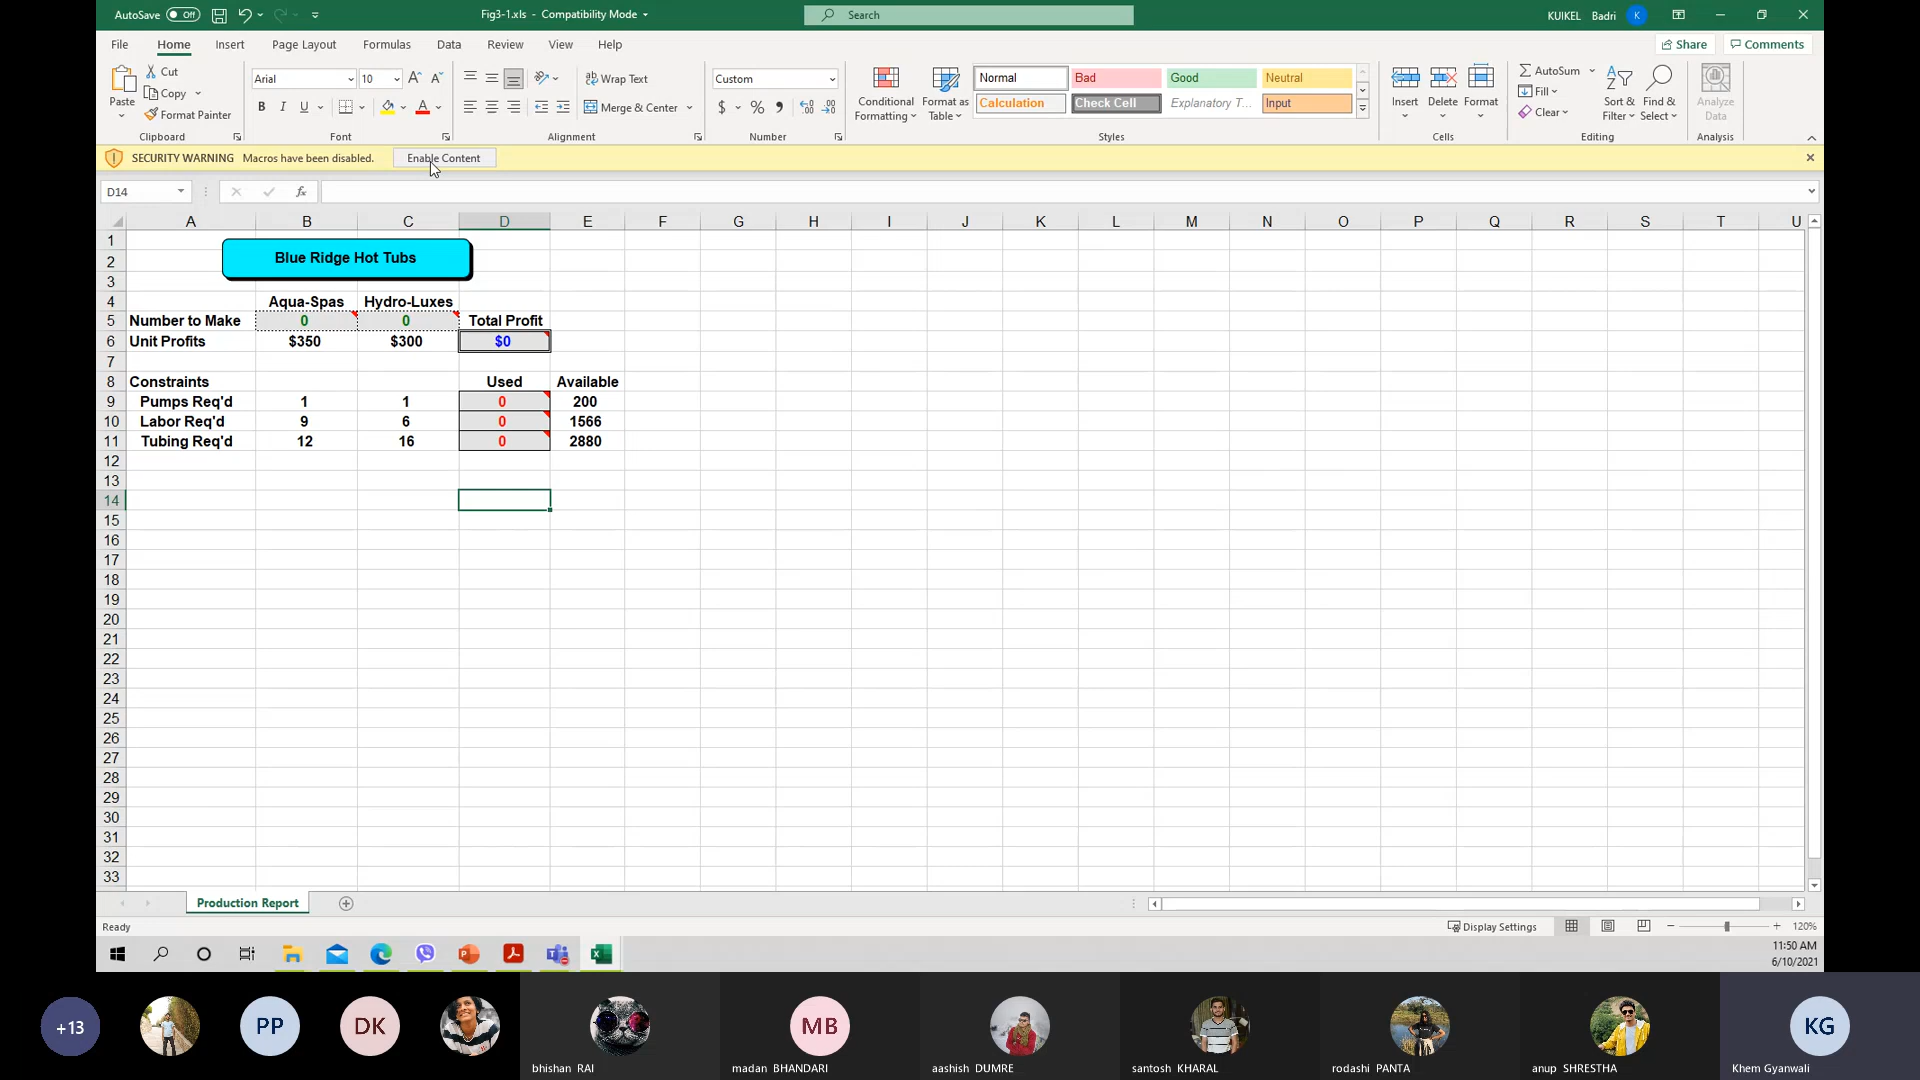 AutoSave Off Fig3-1.xls - Compatibility Mode Search KUIKEL Badri K
File Home Insert Page Layout Formulas Data Review View Help Share Comments
Paste Cut Copy Format Painter
Arial 10
B I U A
Wrap Text
Merge & Center
Custom
$ %
Conditional Formatting
Format as Table
Normal Bad Good Neutral
Calculation Check Cell Explanatory T... Input
Insert Delete Format
AutoSum Fill Clear
Sort & Filter
Find & Select
Analyze Data
Clipboard Font Alignment Number Styles Cells Editing Analysis
SECURITY WARNING Macros have been disabled. Enable Content
D14 fx
A B C D E F G H I J K L M N O P Q R S T U
1
2 Blue Ridge Hot Tubs
3
4 Aqua-Spas Hydro-Luxes
5 Number to Make 0 0 Total Profit
6 Unit Profits $350 $300 $0
7
8 Constraints Used Available
9 Pumps Req'd 1 1 0 200
10 Labor Req'd 9 6 0 1566
11 Tubing Req'd 12 16 0 2880
12
13
14
15
16
17
18
19
20
21
22
23
24
25
26
27
28
29
30
31
32
33
Production Report
Ready Display Settings 120%
11:50 AM
6/10/2021
+13 PP DK MB KG
bhishan RAI madan BHANDARI aashish DUMRE santosh KHARAL rodashi PANTA anup SHRESTHA Khem Gyanwali